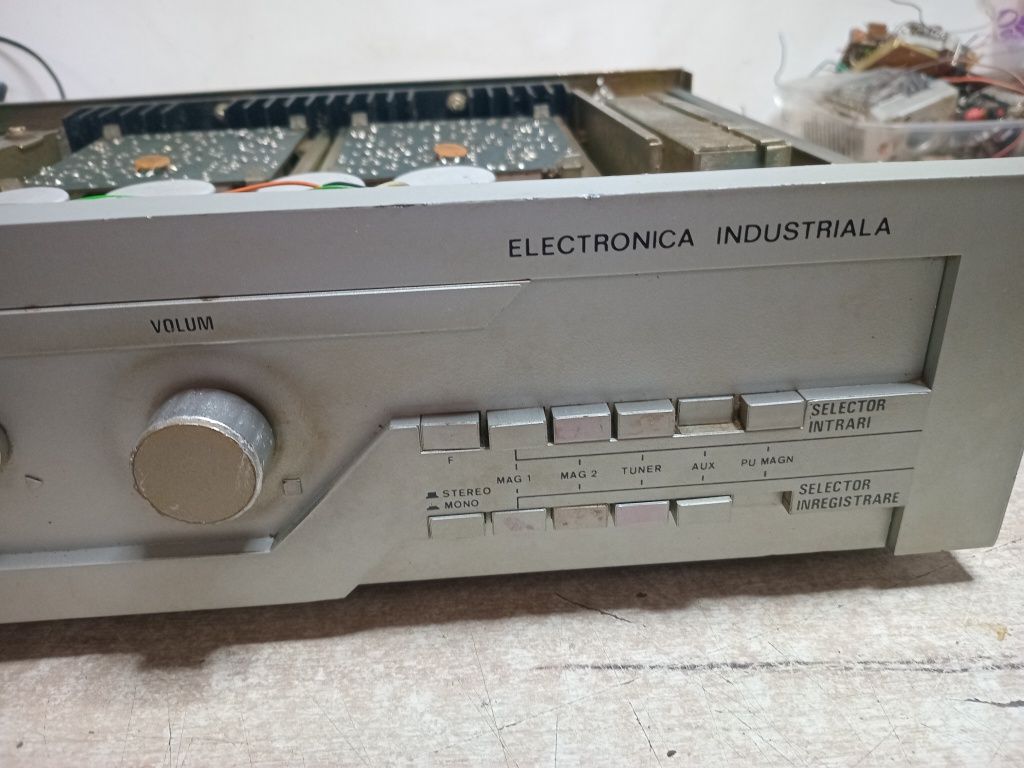 ELECTRONICA INDUSTRIALA
VOLUM
SELECTOR
INTRARI
F
MAG 1
MAG 2
TUNER
AUX
PU MAGN
STEREO
MONO
SELECTOR
INREGISTRARE